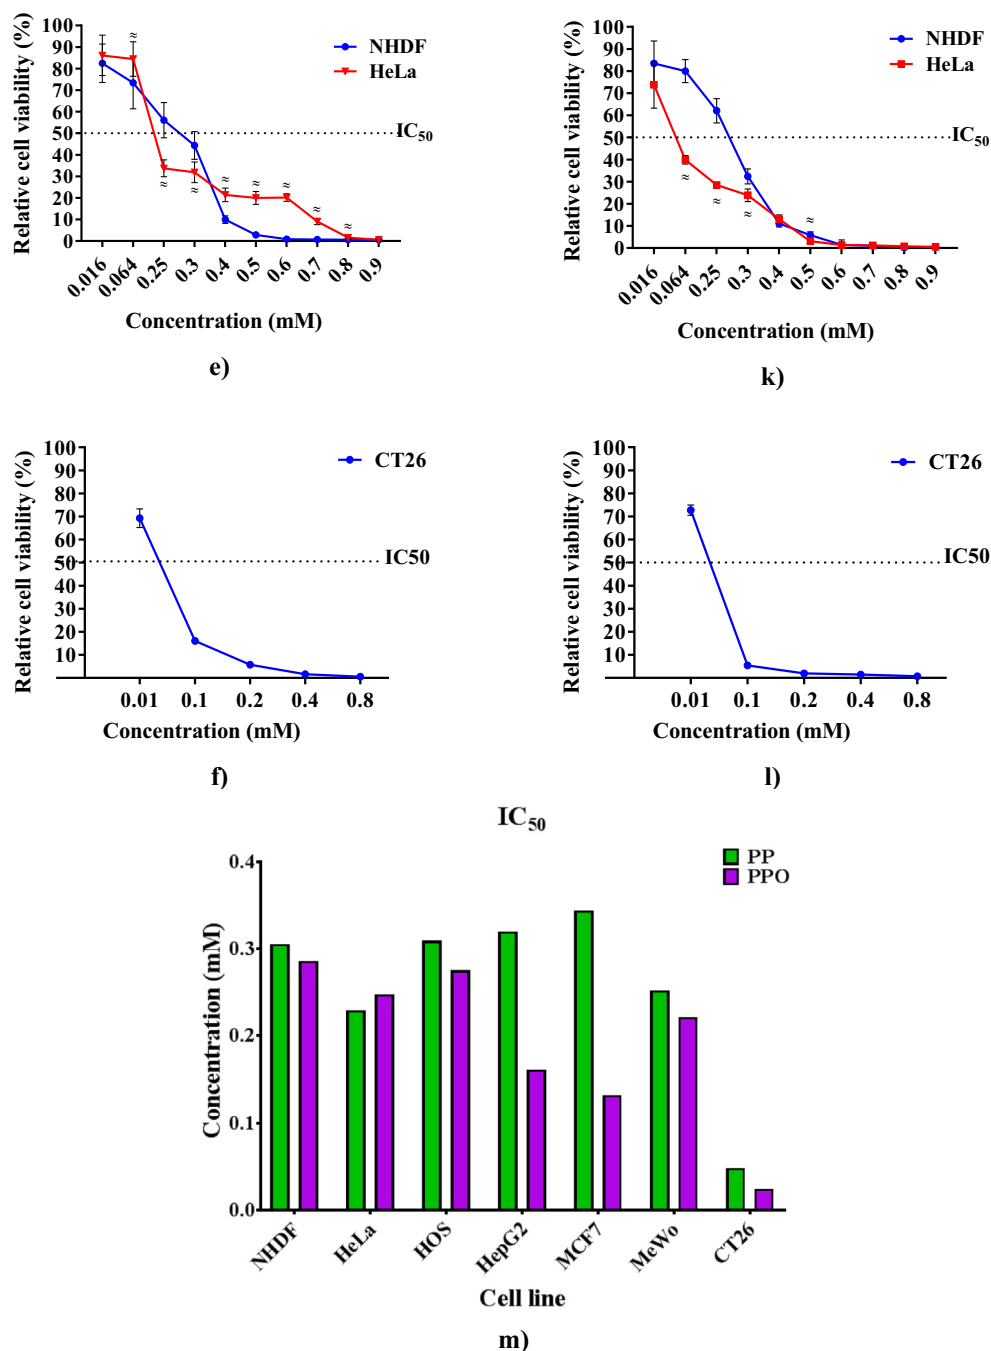 100
90
80
70
60
50
40
30
20
10
0
Relative cell viability (%)
NHDF
HeLa
IC50
≈
≈
≈
≈
≈
≈
≈
≈
0.016
0.064
0.25
0.3
0.4
0.5
0.6
0.7
0.8
0.9
Concentration (mM)
e)
100
90
80
70
60
50
40
30
20
10
0
Relative cell viability (%)
NHDF
HeLa
IC50
≈
≈
≈
≈
0.016
0.064
0.25
0.3
0.4
0.5
0.6
0.7
0.8
0.9
Concentration (mM)
k)
100
90
80
70
60
50
40
30
20
10
Relative cell viability (%)
CT26
IC50
0.01
0.1
0.2
0.4
0.8
Concentration (mM)
f)
100
90
80
70
60
50
40
30
20
10
Relative cell viability (%)
CT26
IC50
0.01
0.1
0.2
0.4
0.8
Concentration (mM)
l)
IC50
PP
PPO
0.4
0.3
0.2
0.1
0.0
Concentration (mM)
NHDF
HeLa
HOS
HepG2
MCF7
MeWo
CT26
Cell line
m)